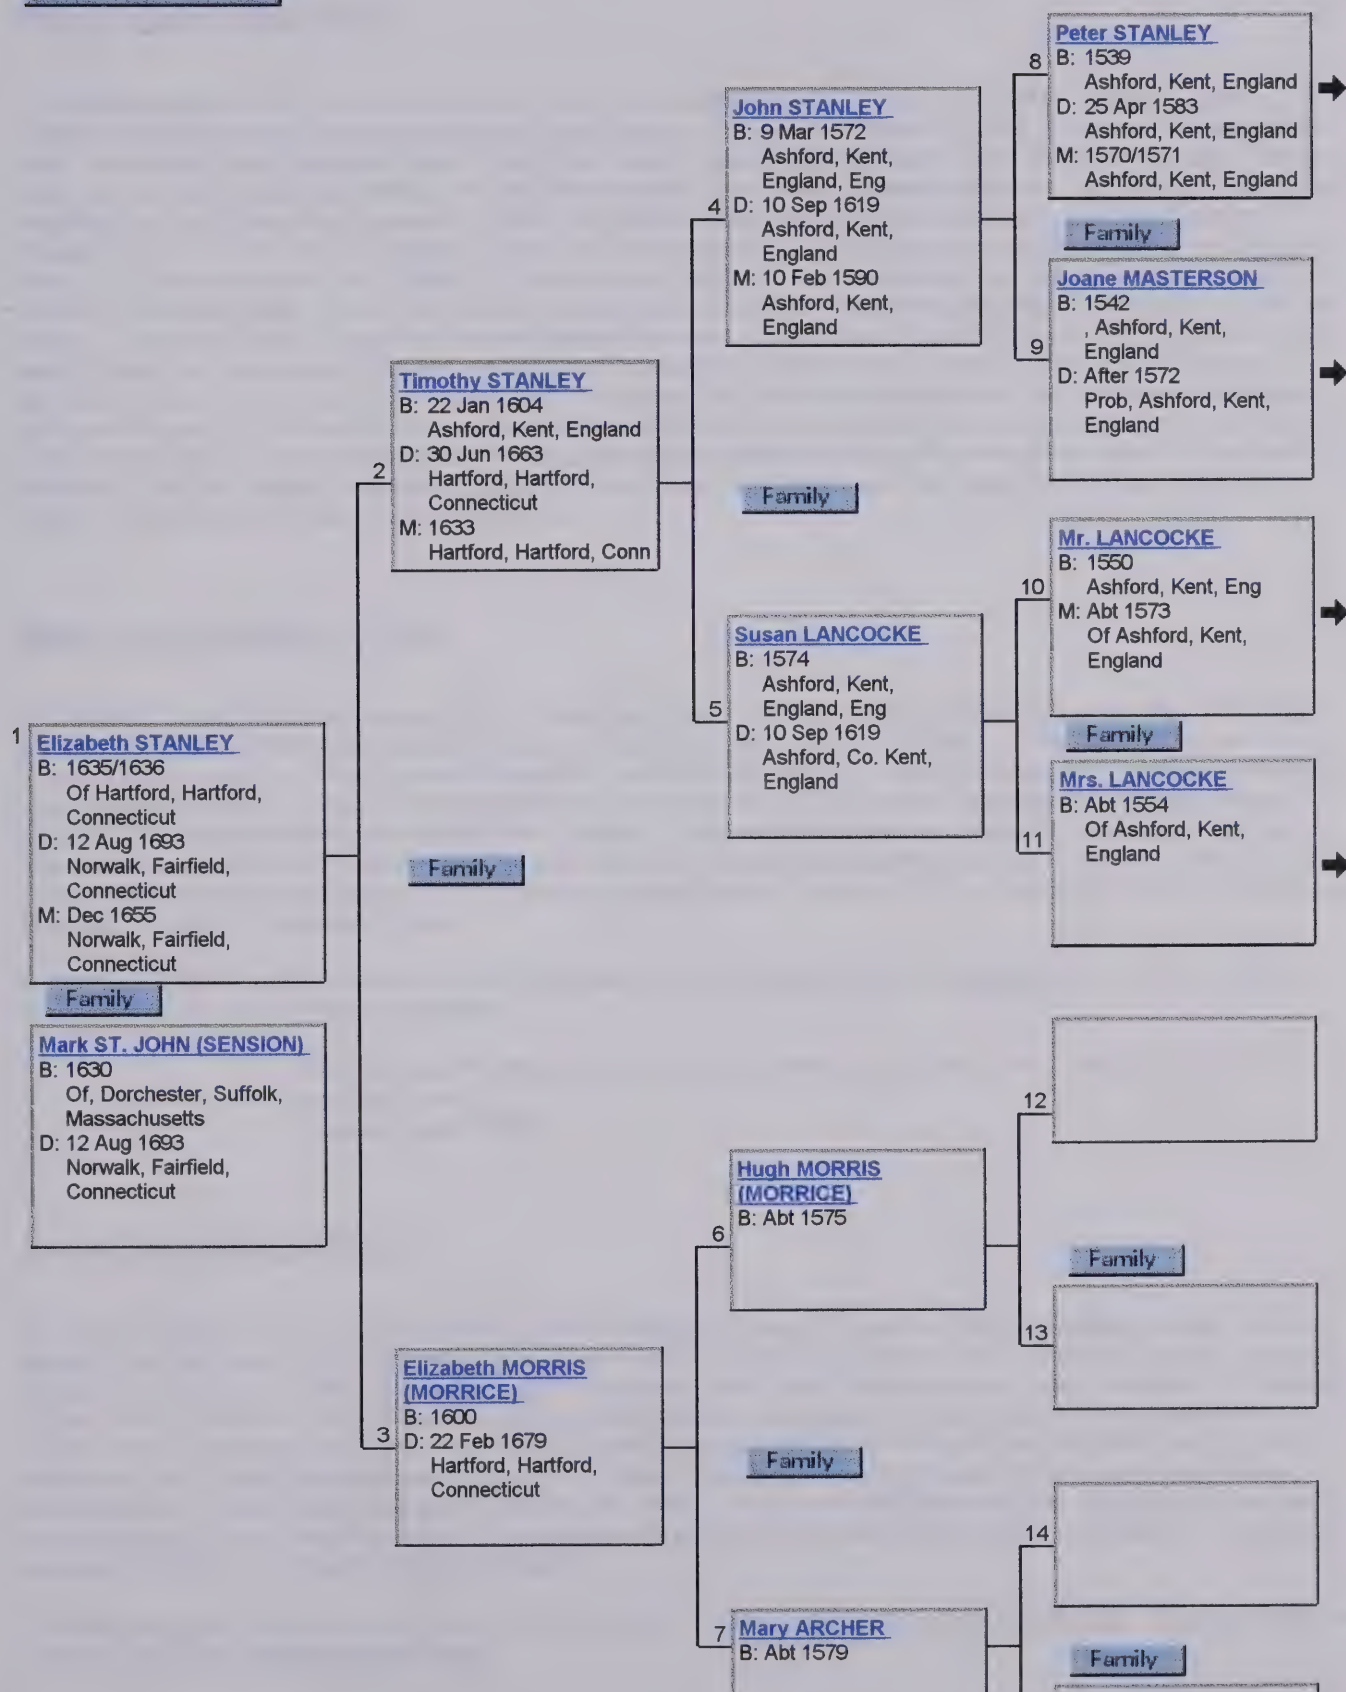 1
Elizabeth STANLEY
B: 1635/1636
Of Hartford, Hartford,
Connecticut
D: 12 Aug 1693
Norwalk, Fairfield,
Connecticut
M: Dec 1655
Norwalk, Fairfield,
Connecticut
Family
Mark ST. JOHN (SENSION)
B: 1630
Of, Dorchester, Suffolk,
Massachusetts
D: 12 Aug 1693
Norwalk, Fairfield,
Connecticut
2
Timothy STANLEY
B: 22 Jan 1604
Ashford, Kent, England
D: 30 Jun 1663
Hartford, Hartford,
Connecticut
M: 1633
Hartford, Hartford, Conn
Family
3
Elizabeth MORRIS
(MORRICE)
B: 1600
D: 22 Feb 1679
Hartford, Hartford,
Connecticut
4
John STANLEY
B: 9 Mar 1572
Ashford, Kent,
England, Eng
D: 10 Sep 1619
Ashford, Kent,
England
M: 10 Feb 1590
Ashford, Kent,
England
Family
5
Susan LANCOCKE
B: 1574
Ashford, Kent,
England, Eng
D: 10 Sep 1619
Ashford, Co. Kent,
England
6
Hugh MORRIS
(MORRICE)
B: Abt 1575
Family
7
Mary ARCHER
B: Abt 1579
8
Peter STANLEY
B: 1539
Ashford, Kent, England
D: 25 Apr 1583
Ashford, Kent, England
M: 1570/1571
Ashford, Kent, England
Family
9
Joane MASTERSON
B: 1542
, Ashford, Kent,
England
D: After 1572
Prob, Ashford, Kent,
England
10
Mr. LANCOCKE
B: 1550
Ashford, Kent, Eng
M: Abt 1573
Of Ashford, Kent,
England
Family
11
Mrs. LANCOCKE
B: Abt 1554
Of Ashford, Kent,
England
12
Family
13
14
Family